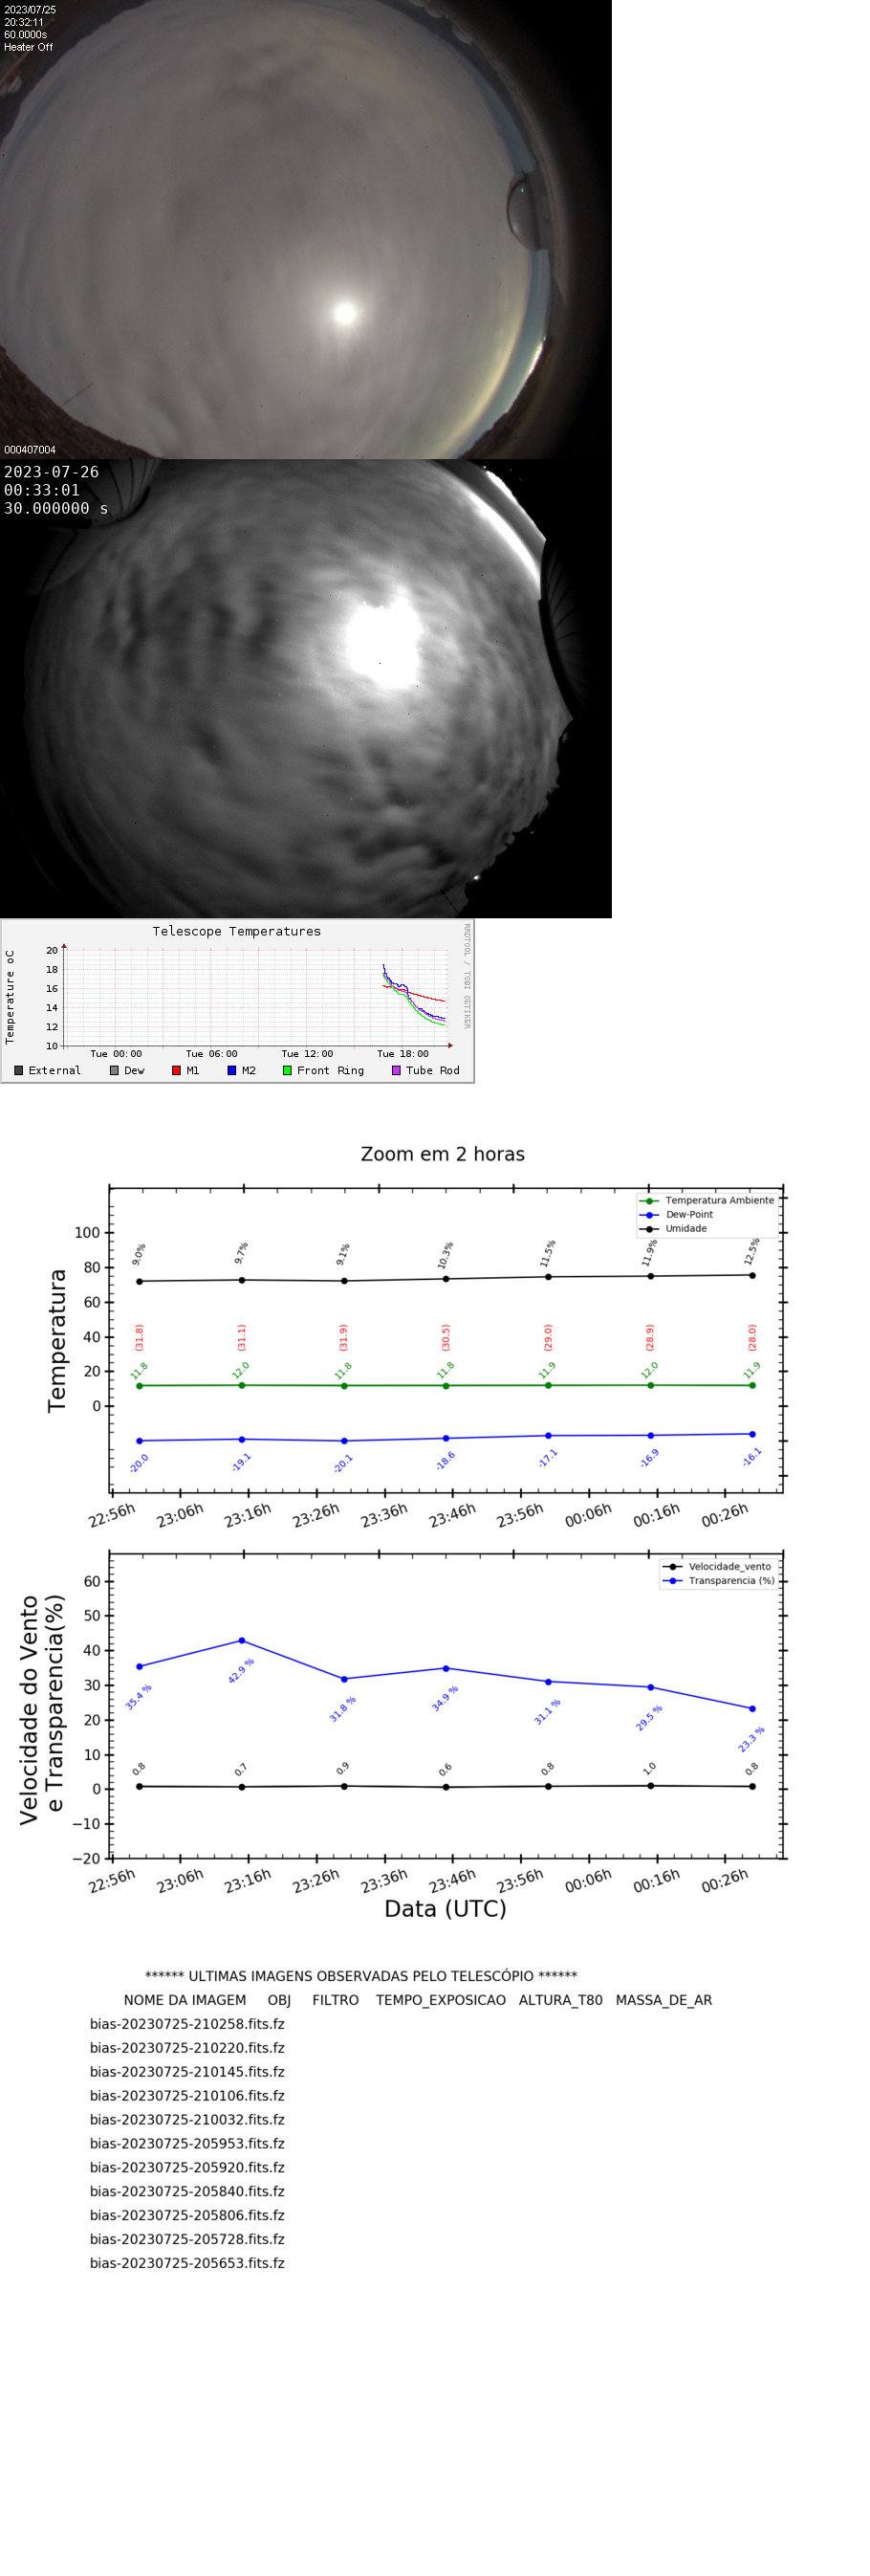 2023/07/25
20:32:11
60.0000s
Heater Off
000407004
2023-07-26
00:33:01
30.000000 s
Telescope Temperatures
RRDTOOL / TOBI OETIKER
Temperature oC
20
18
16
14
12
10
Tue 00:00 Tue 06:00 Tue 12:00 Tue 18:00
External Dew M1 M2 Front Ring Tube Rod
Zoom em 2 horas
Temperatura Ambiente
Dew-Point
Umidade
Temperatura
100
80
60
40
20
0
9.0% 9.7% 9.1% 10.3% 11.5% 11.9% 12.5%
(31.8) (31.1) (31.9) (30.5) (29.0) (28.9) (28.0)
11.8 12.0 11.8 11.8 11.9 12.0 11.9
-20.0 -19.1 -20.1 -18.6 -17.1 -16.9 -16.1
22:56h 23:06h 23:16h 23:26h 23:36h 23:46h 23:56h 00:06h 00:16h 00:26h
Velocidade_vento
Transparencia (%)
Velocidade do Vento
e Transparencia(%)
60
50
40
30
20
10
0
−10
−20
35.4 % 42.9 % 31.8 % 34.9 % 31.1 % 29.5 % 23.3 %
0.8 0.7 0.9 0.6 0.8 1.0 0.8
22:56h 23:06h 23:16h 23:26h 23:36h 23:46h 23:56h 00:06h 00:16h 00:26h
Data (UTC)
****** ULTIMAS IMAGENS OBSERVADAS PELO TELESCÓPIO ******
NOME DA IMAGEM OBJ FILTRO TEMPO_EXPOSICAO ALTURA_T80 MASSA_DE_AR
bias-20230725-210258.fits.fz
bias-20230725-210220.fits.fz
bias-20230725-210145.fits.fz
bias-20230725-210106.fits.fz
bias-20230725-210032.fits.fz
bias-20230725-205953.fits.fz
bias-20230725-205920.fits.fz
bias-20230725-205840.fits.fz
bias-20230725-205806.fits.fz
bias-20230725-205728.fits.fz
bias-20230725-205653.fits.fz